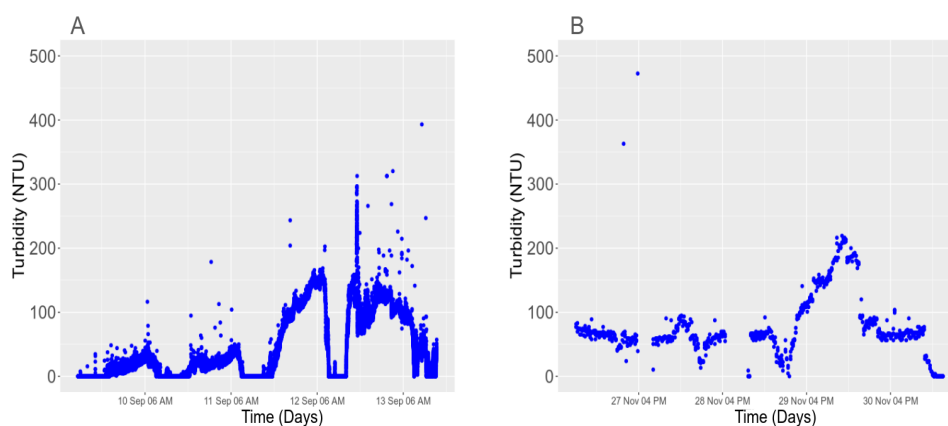 A
Turbidity (NTU)
500
400
300
200
100
0
10 Sep 06 AM 11 Sep 06 AM 12 Sep 06 AM 13 Sep 06 AM
Time (Days)
B
Turbidity (NTU)
500
400
300
200
100
0
27 Nov 04 PM 28 Nov 04 PM 29 Nov 04 PM 30 Nov 04 PM
Time (Days)